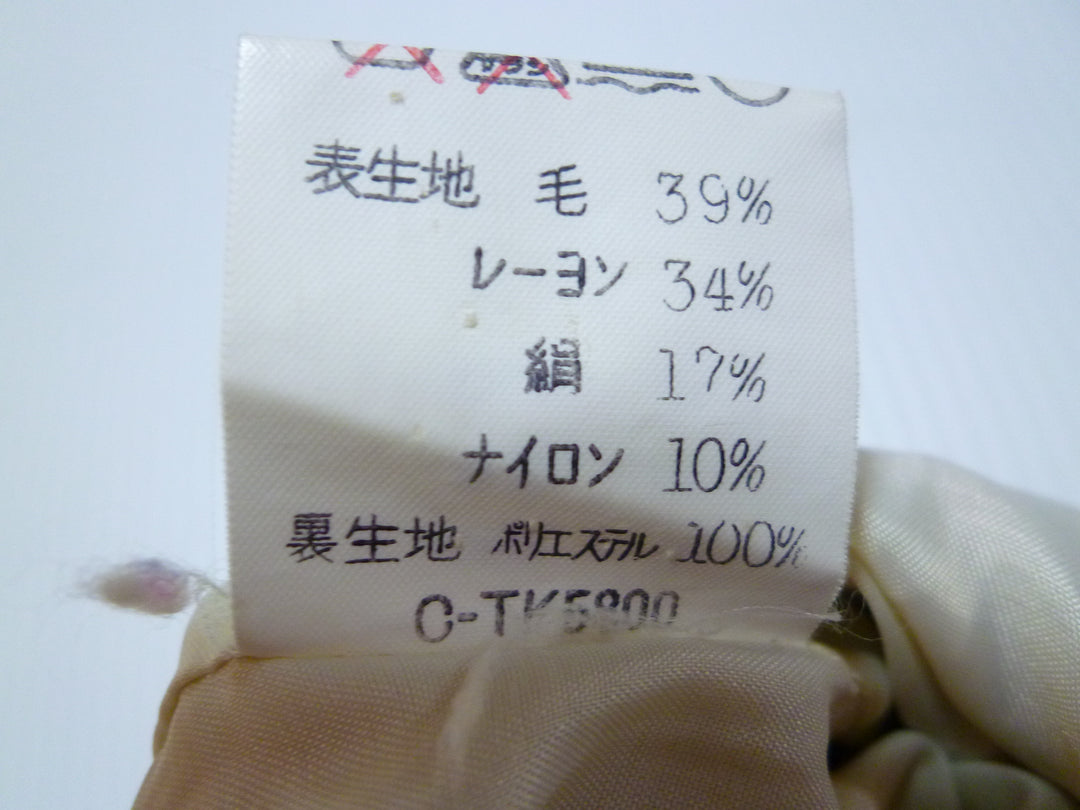 表生地 毛 39%
レーヨン 34%
絹 17%
ナイロン 10%
裏生地 ポリエステル 100%